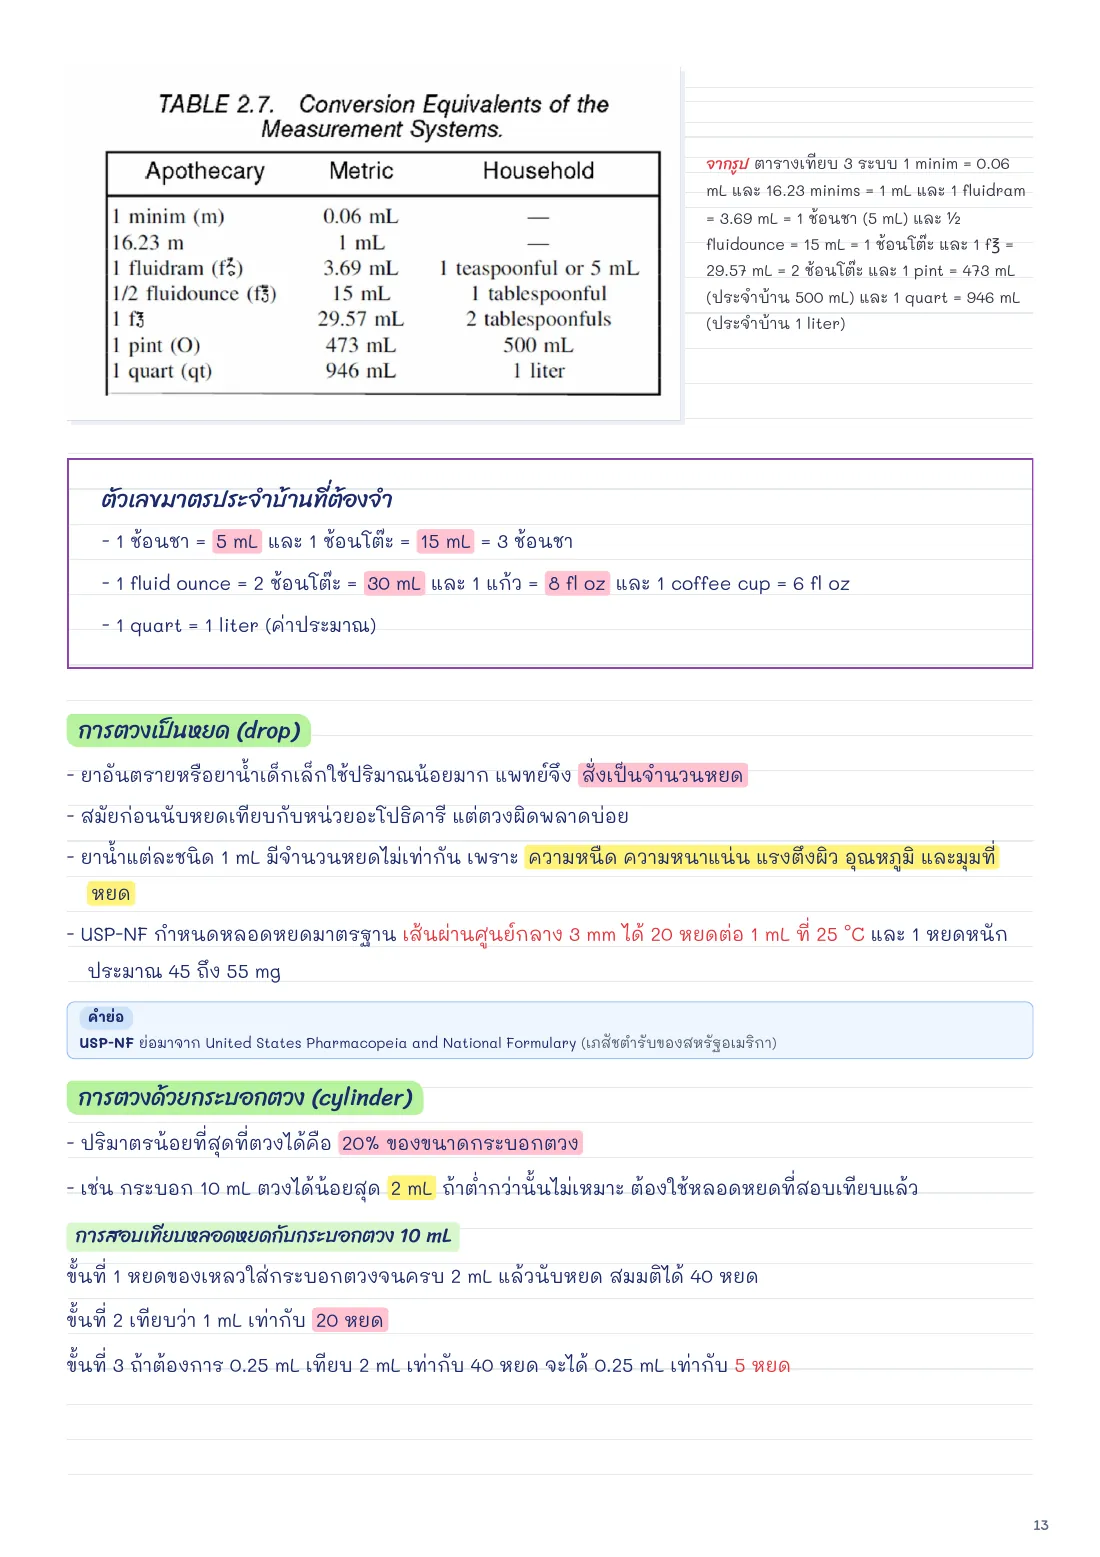 TABLE 2.7. Conversion Equivalents of the
Measurement Systems.
Apothecary Metric Household
1 minim (m) 0.06 mL —
16.23 m 1 mL —
1 fluidram (fʒ) 3.69 mL 1 teaspoonful or 5 mL
1/2 fluidounce (f℥) 15 mL 1 tablespoonful
1 f℥ 29.57 mL 2 tablespoonfuls
1 pint (O) 473 mL 500 mL
1 quart (qt) 946 mL 1 liter
จากรูป ตารางเทียบ 3 ระบบ 1 minim = 0.06
mL และ 16.23 minims = 1 mL และ 1 fluidram
= 3.69 mL = 1 ช้อนชา (5 mL) และ ½
fluidounce = 15 mL = 1 ช้อนโต๊ะ และ 1 f℥ =
29.57 mL = 2 ช้อนโต๊ะ และ 1 pint = 473 mL
(ประจำบ้าน 500 mL) และ 1 quart = 946 mL
(ประจำบ้าน 1 liter)
ตัวเลขมาตรประจำบ้านที่ต้องจำ
- 1 ช้อนชา = 5 mL และ 1 ช้อนโต๊ะ = 15 mL = 3 ช้อนชา
- 1 fluid ounce = 2 ช้อนโต๊ะ = 30 mL และ 1 แก้ว = 8 fl oz และ 1 coffee cup = 6 fl oz
- 1 quart = 1 liter (ค่าประมาณ)
การตวงเป็นหยด (drop)
- ยาอันตรายหรือยาน้ำเด็กเล็กใช้ปริมาณน้อยมาก แพทย์จึง สั่งเป็นจำนวนหยด
- สมัยก่อนนับหยดเทียบกับหน่วยอะโปธิคารี แต่ตวงผิดพลาดบ่อย
- ยาน้ำแต่ละชนิด 1 mL มีจำนวนหยดไม่เท่ากัน เพราะ ความหนืด ความหนาแน่น แรงตึงผิว อุณหภูมิ และมุมที่
หยด
- USP-NF กำหนดหลอดหยดมาตรฐาน เส้นผ่านศูนย์กลาง 3 mm ได้ 20 หยดต่อ 1 mL ที่ 25 °C และ 1 หยดหนัก
ประมาณ 45 ถึง 55 mg
คำย่อ
USP-NF ย่อมาจาก United States Pharmacopeia and National Formulary (เภสัชตำรับของสหรัฐอเมริกา)
การตวงด้วยกระบอกตวง (cylinder)
- ปริมาตรน้อยที่สุดที่ตวงได้คือ 20% ของขนาดกระบอกตวง
- เช่น กระบอก 10 mL ตวงได้น้อยสุด 2 mL ถ้าต่ำกว่านั้นไม่เหมาะ ต้องใช้หลอดหยดที่สอบเทียบแล้ว
การสอบเทียบหลอดหยดกับกระบอกตวง 10 mL
ขั้นที่ 1 หยดของเหลวใส่กระบอกตวงจนครบ 2 mL แล้วนับหยด สมมติได้ 40 หยด
ขั้นที่ 2 เทียบว่า 1 mL เท่ากับ 20 หยด
ขั้นที่ 3 ถ้าต้องการ 0.25 mL เทียบ 2 mL เท่ากับ 40 หยด จะได้ 0.25 mL เท่ากับ 5 หยด
13